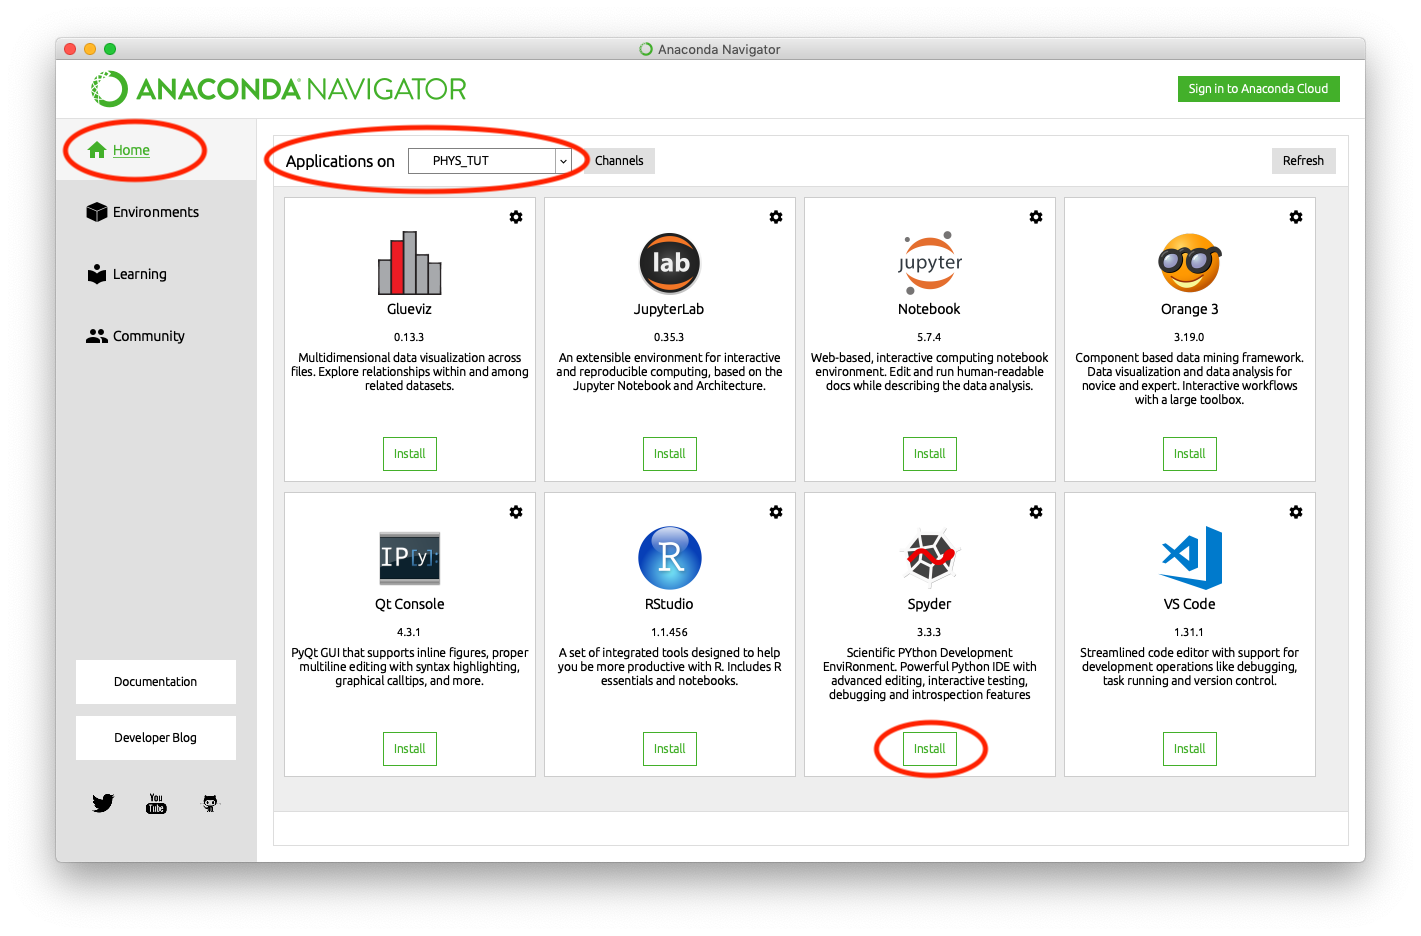 Anaconda Navigator
ANACONDA NAVIGATOR
Sign in to Anaconda Cloud
Home
Environments
Learning
Community
Documentation
Developer Blog
You
Tube
Applications on
PHYS_TUT
Channels
Refresh
Glueviz
0.13.3
Multidimensional data visualization across
files. Explore relationships within and among
related datasets.
Install
lab
JupyterLab
0.35.3
An extensible environment for interactive
and reproducible computing, based on the
Jupyter Notebook and Architecture.
Install
jupyter
Notebook
5.7.4
Web-based, interactive computing notebook
environment. Edit and run human-readable
docs while describing the data analysis.
Install
Orange 3
3.19.0
Component based data mining framework.
Data visualization and data analysis for
novice and expert. Interactive workflows
with a large toolbox.
Install
IP[y]:
Qt Console
4.3.1
PyQt GUI that supports inline figures, proper
multiline editing with syntax highlighting,
graphical calltips, and more.
Install
R
RStudio
1.1.456
A set of integrated tools designed to help
you be more productive with R. Includes R
essentials and notebooks.
Install
Spyder
3.3.3
Scientific PYthon Development
EnviRonment. Powerful Python IDE with
advanced editing, interactive testing,
debugging and introspection features
Install
VS Code
1.31.1
Streamlined code editor with support for
development operations like debugging,
task running and version control.
Install